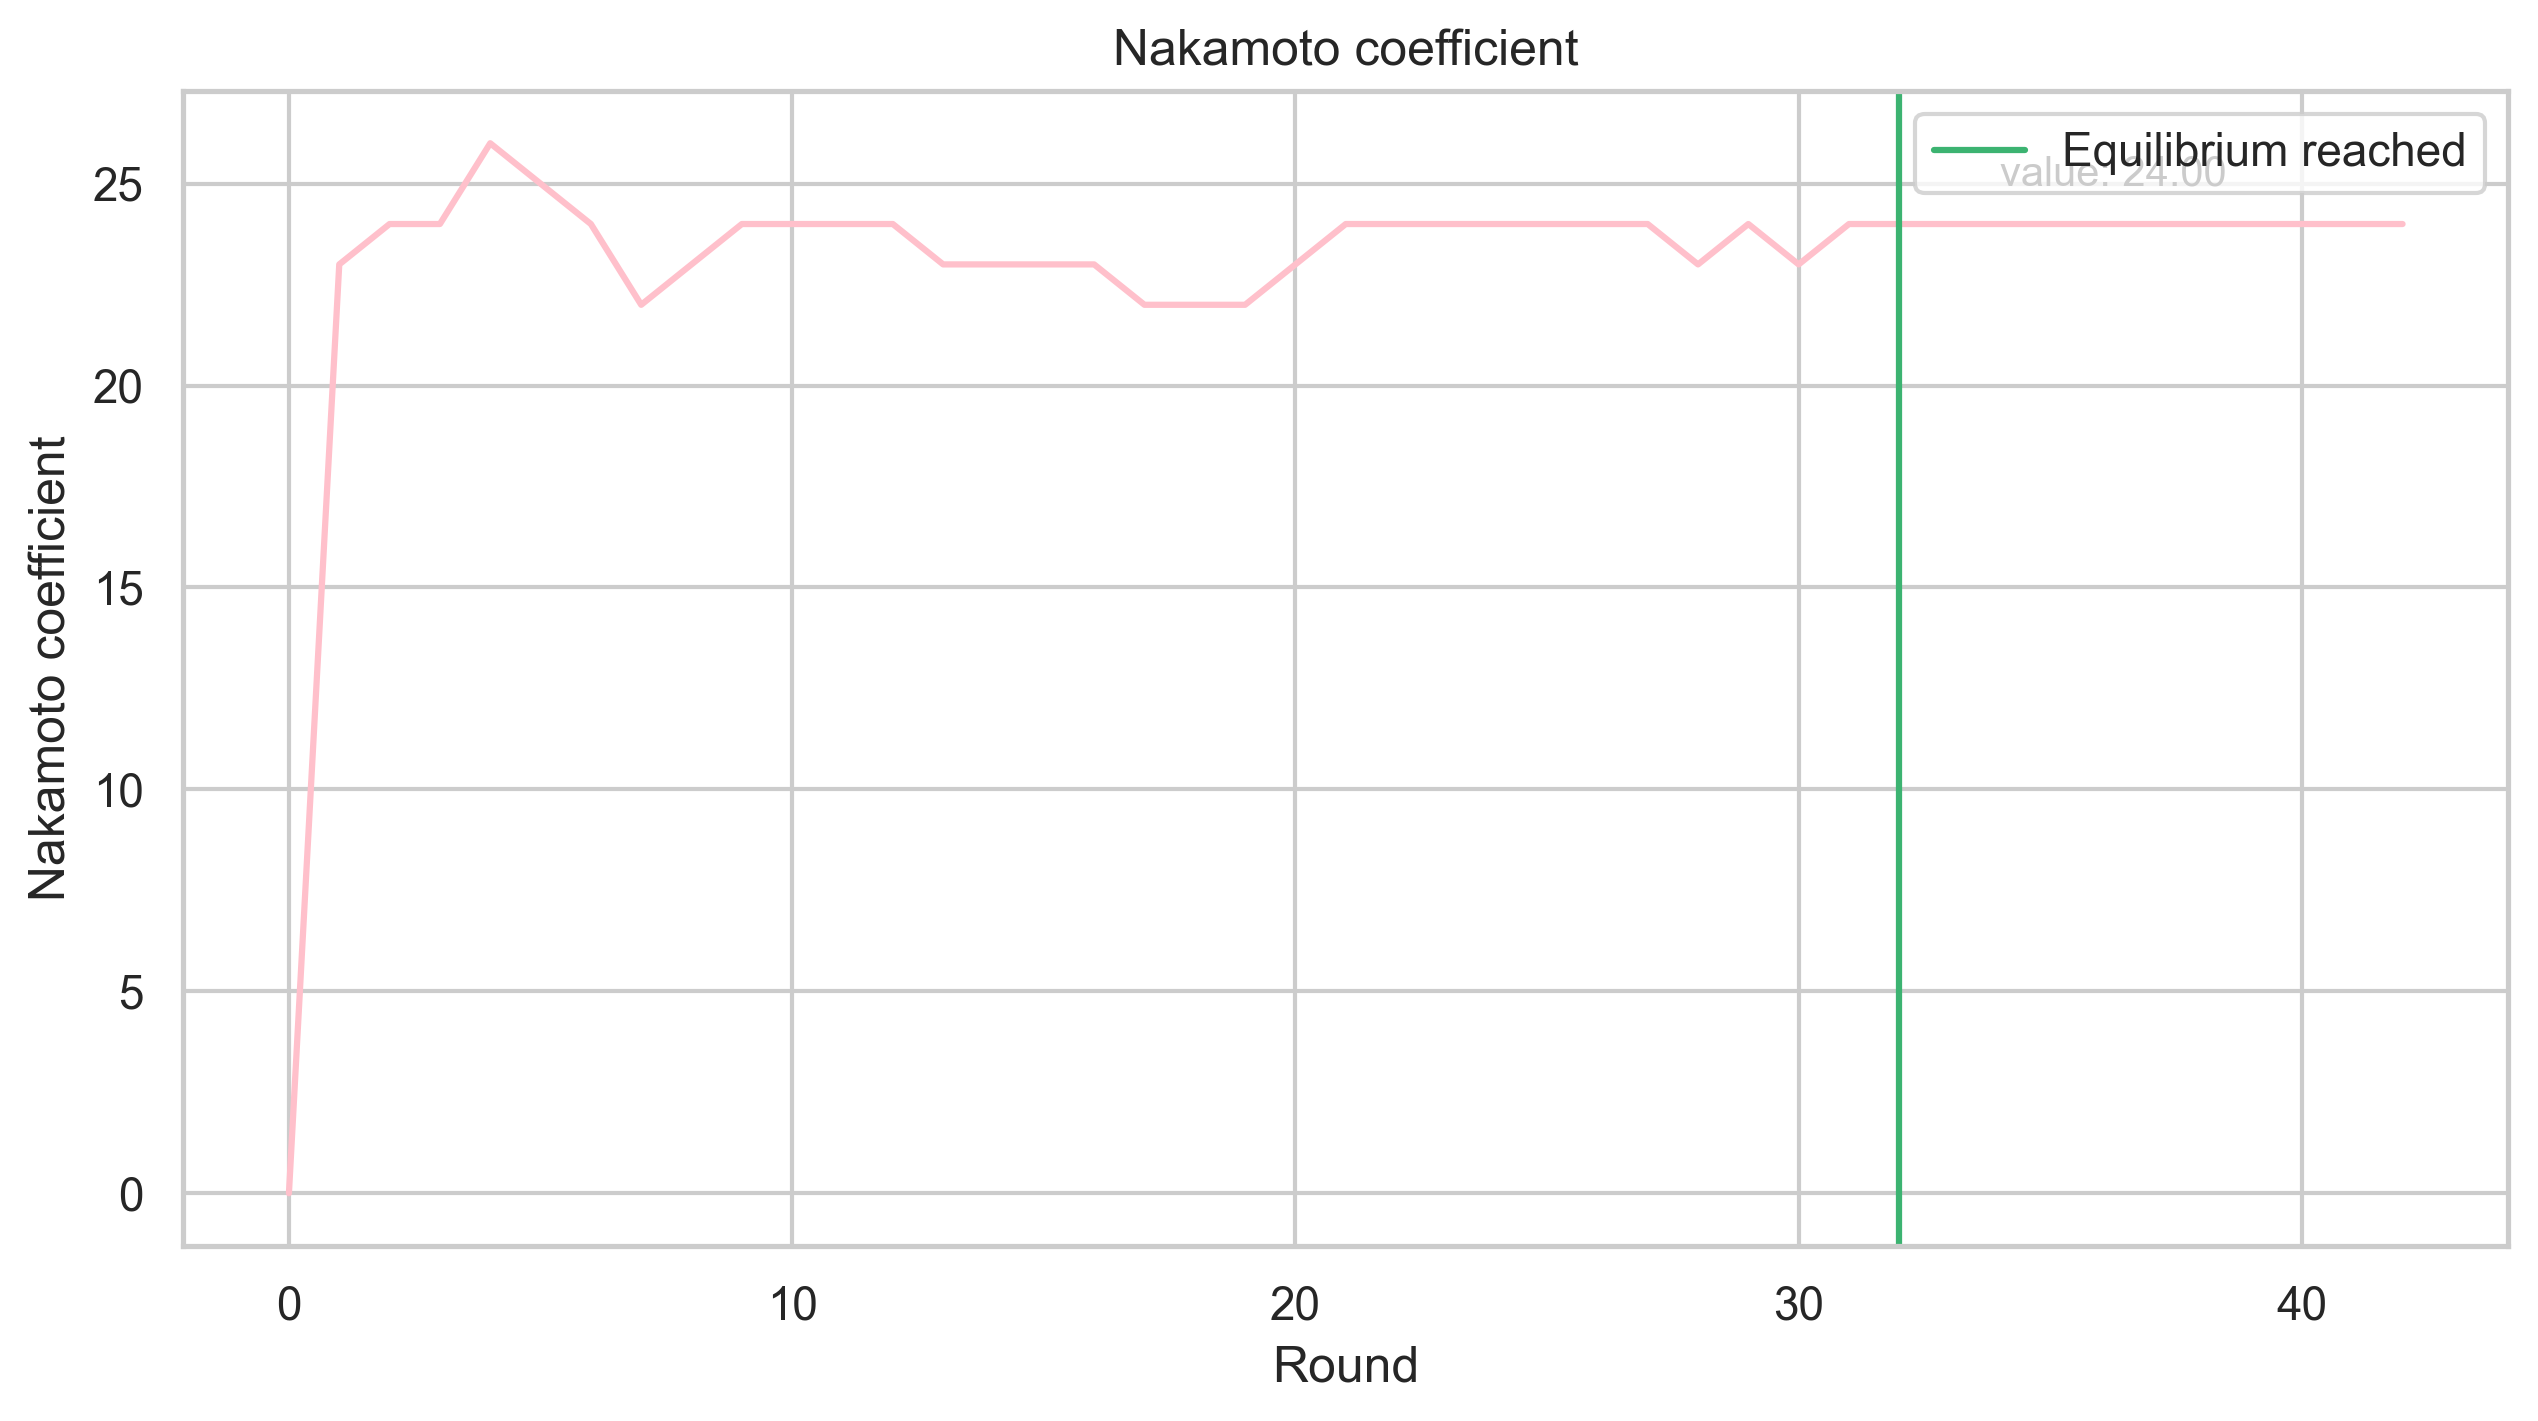 Nakamoto coefficient
Equilibrium reached
value: 24.00
25
20
15
10
5
0
Nakamoto coefficient
0 10 20 30 40
Round